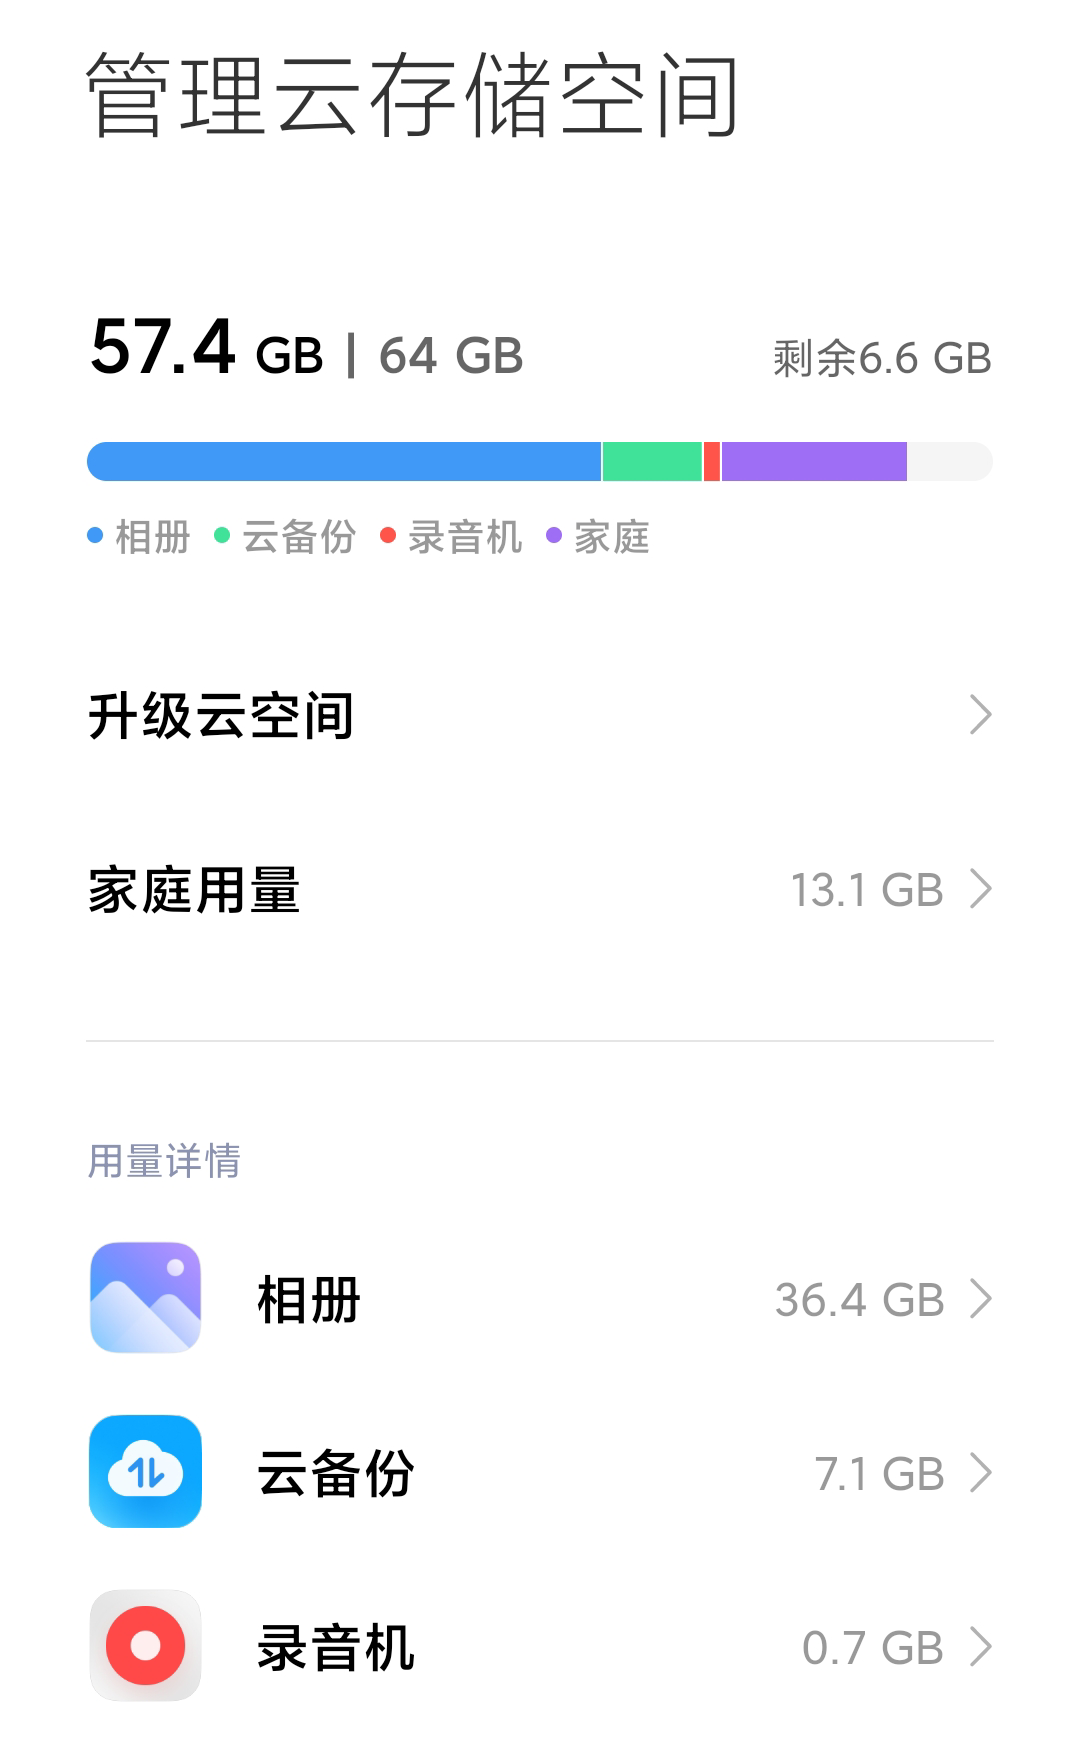 管理云存储空间
57.4 GB | 64 GB 剩余6.6 GB
相册 云备份 录音机 家庭
升级云空间
家庭用量 13.1 GB
用量详情
相册 36.4 GB
云备份 7.1 GB
录音机 0.7 GB